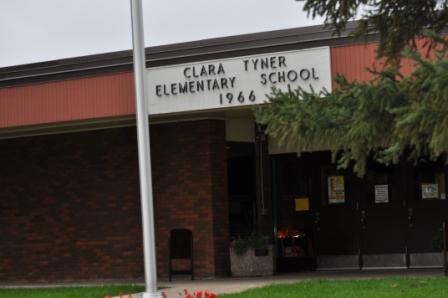 CLARA TYNER
ELEMENTARY SCHOOL
1966